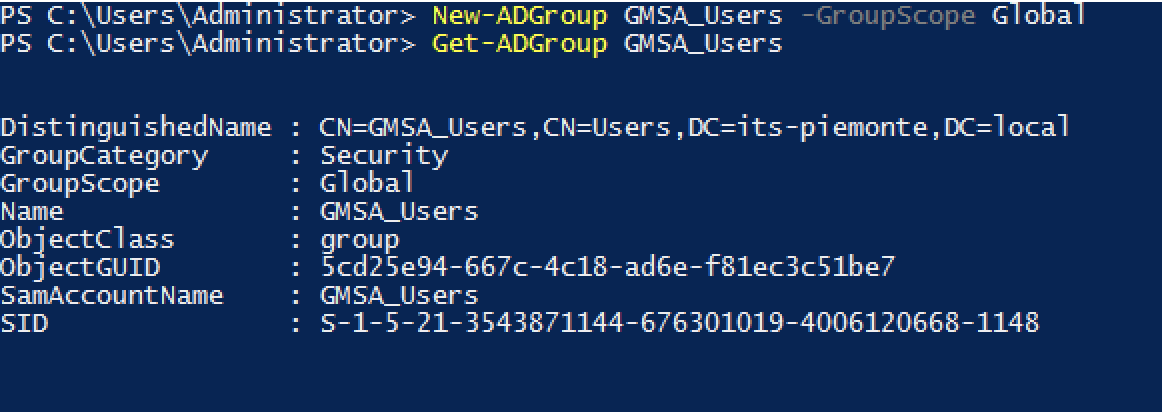 PS C:\Users\Administrator> New-ADGroup GMSA_Users -GroupScope Global
PS C:\Users\Administrator> Get-ADGroup GMSA_Users
DistinguishedName : CN=GMSA_Users,CN=Users,DC=its-piemonte,DC=local
GroupCategory     : Security
GroupScope        : Global
Name              : GMSA_Users
ObjectClass       : group
ObjectGUID        : 5cd25e94-667c-4c18-ad6e-f81ec3c51be7
SamAccountName    : GMSA_Users
SID               : S-1-5-21-3543871144-676301019-4006120668-1148